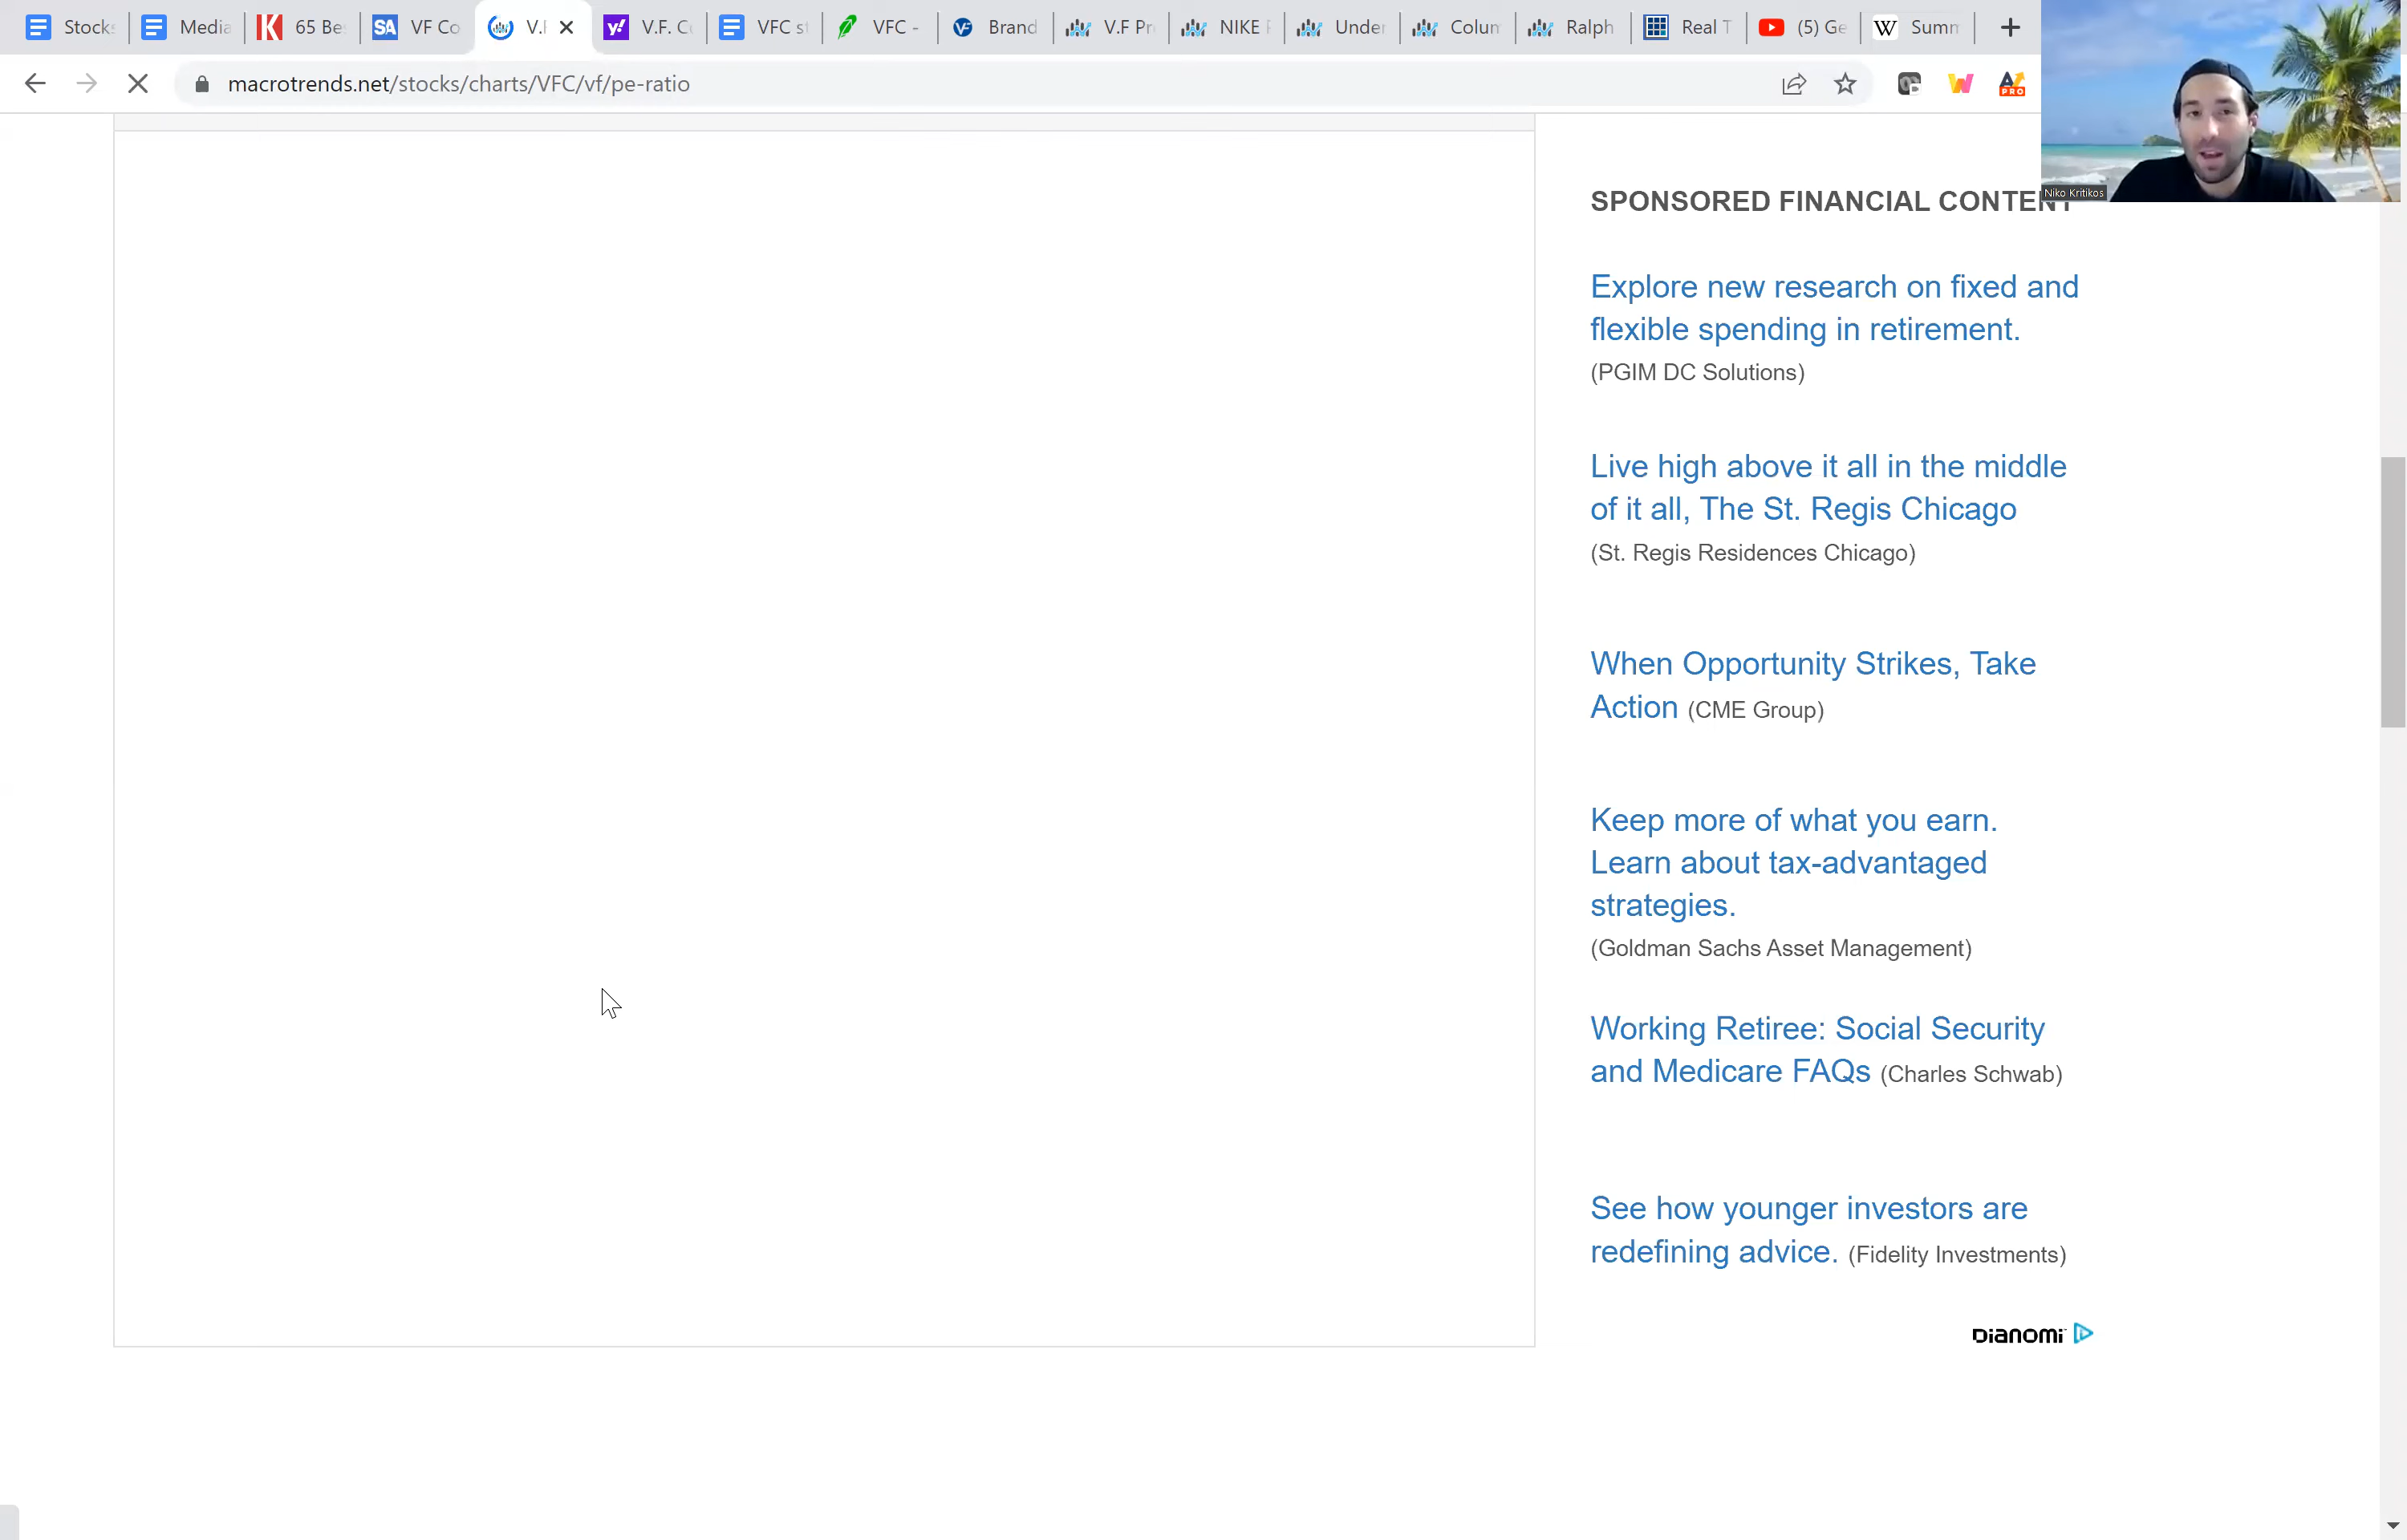 Stocks
Media
65 Be
VF Co
V.I
V.F. C
VFC s
VFC -
Brand
V.F Pr
NIKE
Under
Colum
Ralph
Real T
(5) Ge
Summ
macrotrends.net/stocks/charts/VFC/vf/pe-ratio
PRO
Niko Kritikos
SPONSORED FINANCIAL CONTENT
Explore new research on fixed and
flexible spending in retirement.
(PGIM DC Solutions)
Live high above it all in the middle
of it all, The St. Regis Chicago
(St. Regis Residences Chicago)
When Opportunity Strikes, Take
Action (CME Group)
Keep more of what you earn.
Learn about tax-advantaged
strategies.
(Goldman Sachs Asset Management)
Working Retiree: Social Security
and Medicare FAQs (Charles Schwab)
See how younger investors are
redefining advice. (Fidelity Investments)
DIANOMI